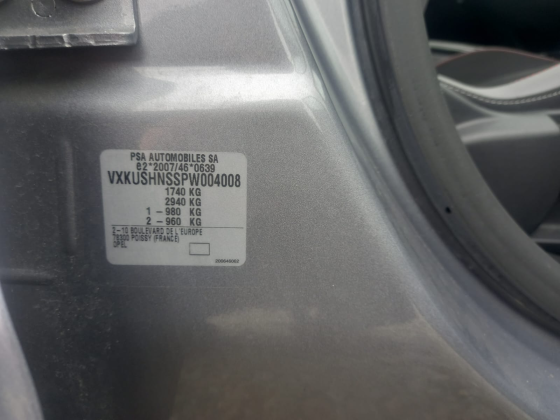 PSA AUTOMOBILES SA
e2*2007/46*0639
VXKUSHNSSPW004008
1740 KG
2940 KG
1 - 980 KG
2 - 960 KG
2-10 BOULEVARD DE L'EUROPE
78300 POISSY (FRANCE)
OPEL